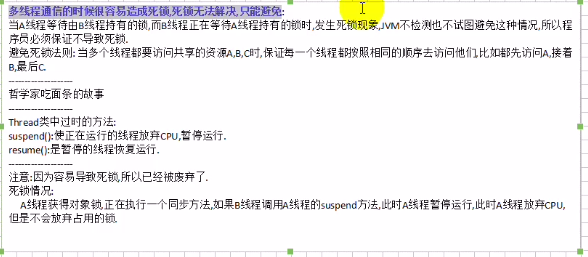 多线程通信的时候很容易造成死锁,死锁无法解决,只能避免:
当A线程等待由B线程持有的锁,而B线程正在等待A线程持有的锁时,发生死锁现象,JVM不检测也不试图避免这种情况,所以程
序员必须保证不导致死锁.
避免死锁法则: 当多个线程都要访问共享的资源A,B,C时,保证每一个线程都按照相同的顺序去访问他们,比如都先访问A,接着
B,最后C.
--------------------
哲学家吃面条的故事
--------------------
Thread类中过时的方法:
suspend():使正在运行的线程放弃CPU,暂停运行.
resume():是暂停的线程恢复运行.
--------------------
注意:因为容易导致死锁,所以已经被废弃了.
死锁情况:
A线程获得对象锁,正在执行一个同步方法,如果B线程调用A线程的suspend方法,此时A线程暂停运行,此时A线程放弃CPU,
但是不会放弃占用的锁.